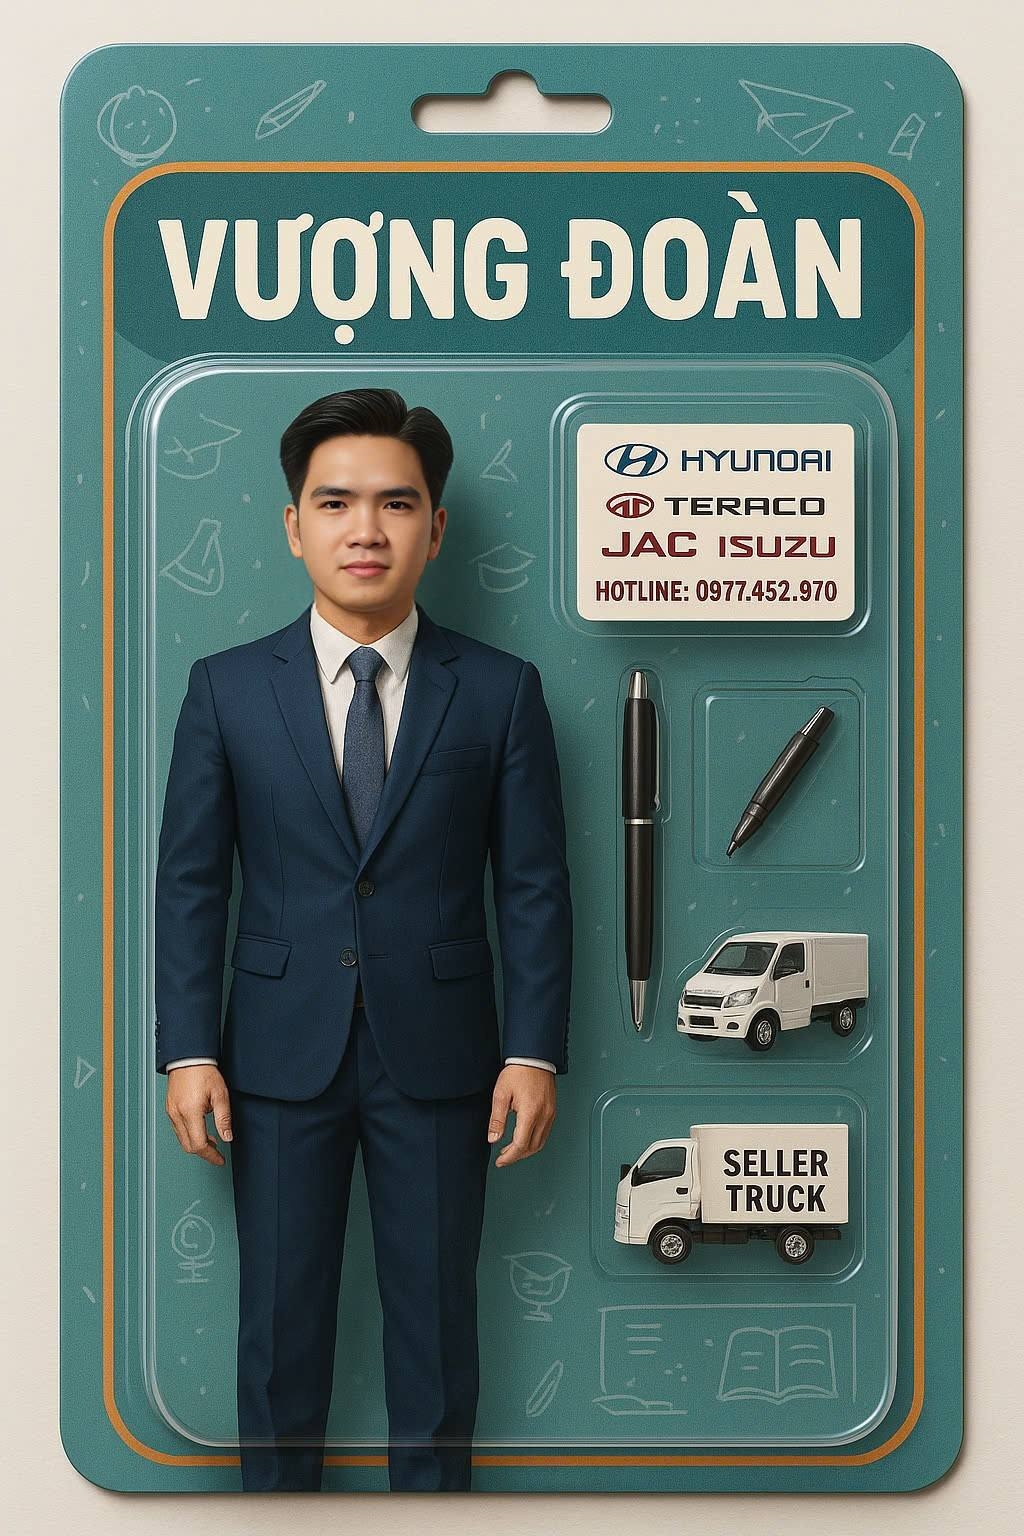 VƯỢNG ĐOÀN
HYUNDAI
TERACO
JAC ISUZU
HOTLINE: 0977.452.970
SELLER
TRUCK